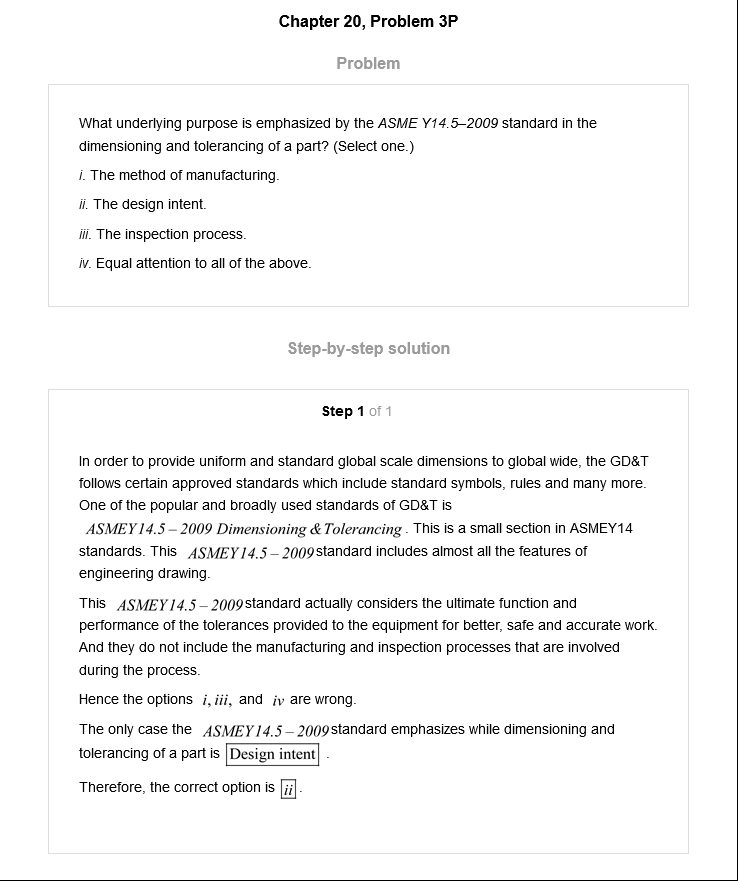 Chapter 20, Problem 3P
Problem
What underlying purpose is emphasized by the ASME Y14.5–2009 standard in the
dimensioning and tolerancing of a part? (Select one.)
i. The method of manufacturing.
ii. The design intent.
iii. The inspection process.
iv. Equal attention to all of the above.
Step-by-step solution
Step 1 of 1
In order to provide uniform and standard global scale dimensions to global wide, the GD&T
follows certain approved standards which include standard symbols, rules and many more.
One of the popular and broadly used standards of GD&T is
ASMEY14.5 – 2009 Dimensioning & Tolerancing . This is a small section in ASMEY14
standards. This ASMEY14.5 – 2009 standard includes almost all the features of
engineering drawing.
This ASMEY14.5 – 2009 standard actually considers the ultimate function and
performance of the tolerances provided to the equipment for better, safe and accurate work.
And they do not include the manufacturing and inspection processes that are involved
during the process.
Hence the options i, iii, and iv are wrong.
The only case the ASMEY14.5 – 2009 standard emphasizes while dimensioning and
tolerancing of a part is Design intent .
Therefore, the correct option is ii .